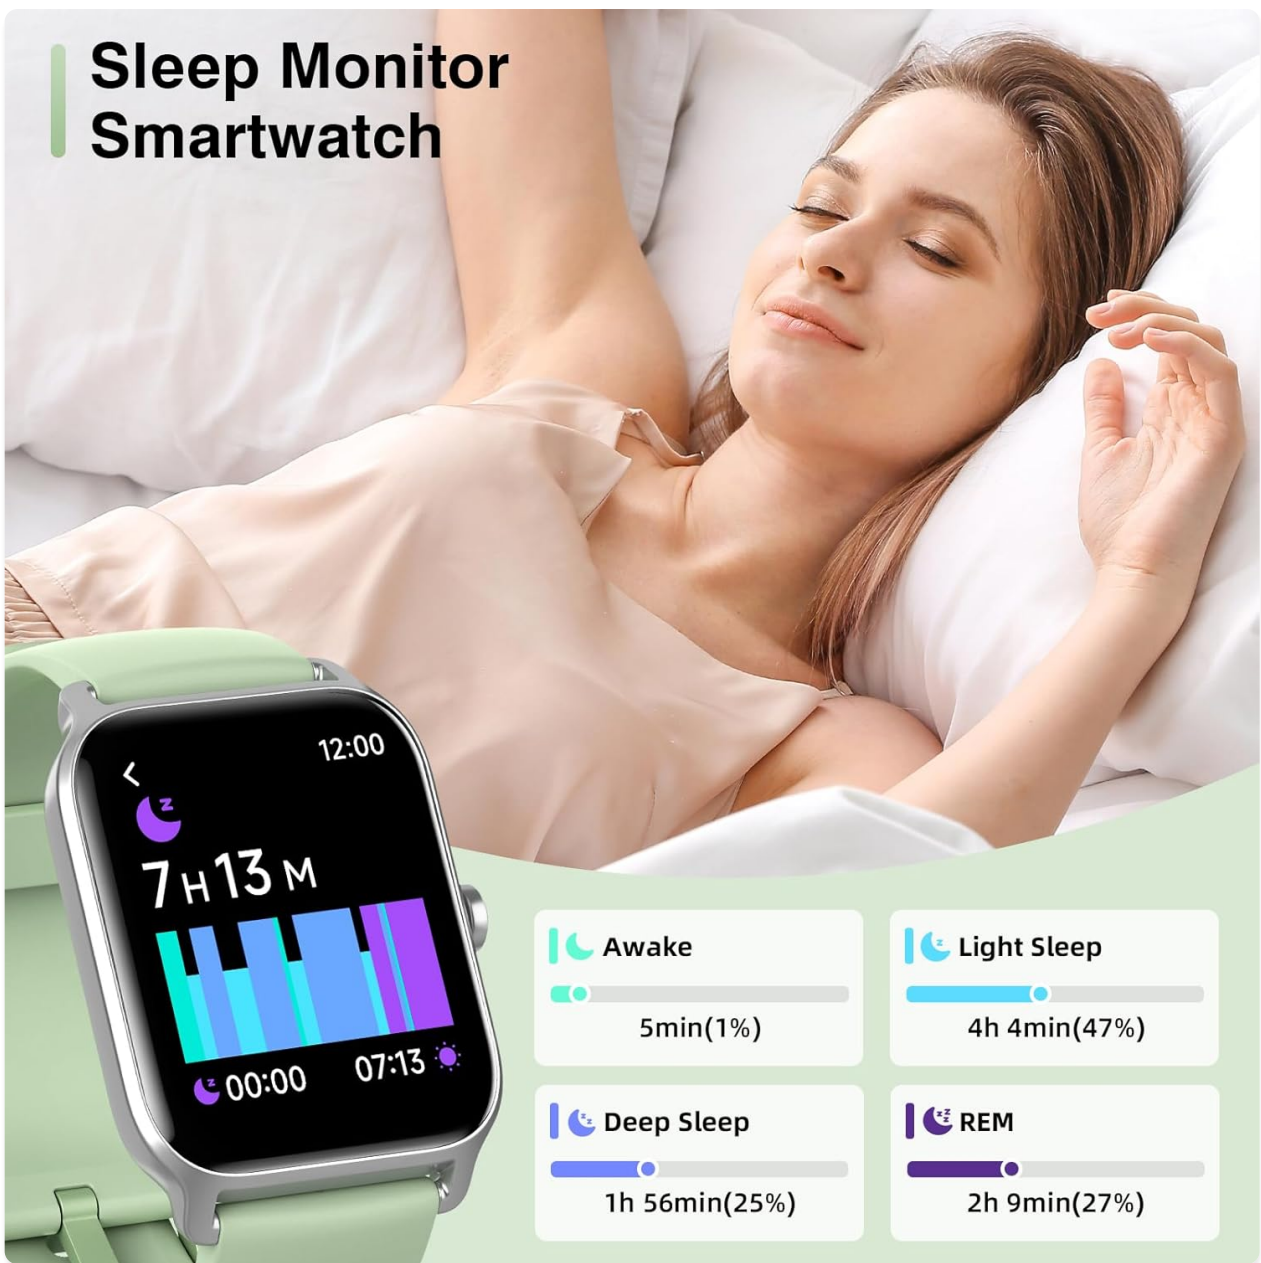 Sleep Monitor
Smartwatch
12:00
7H13M
00:00
07:13
Awake
5min(1%)
Light Sleep
4h 4min(47%)
Deep Sleep
1h 56min(25%)
REM
2h 9min(27%)